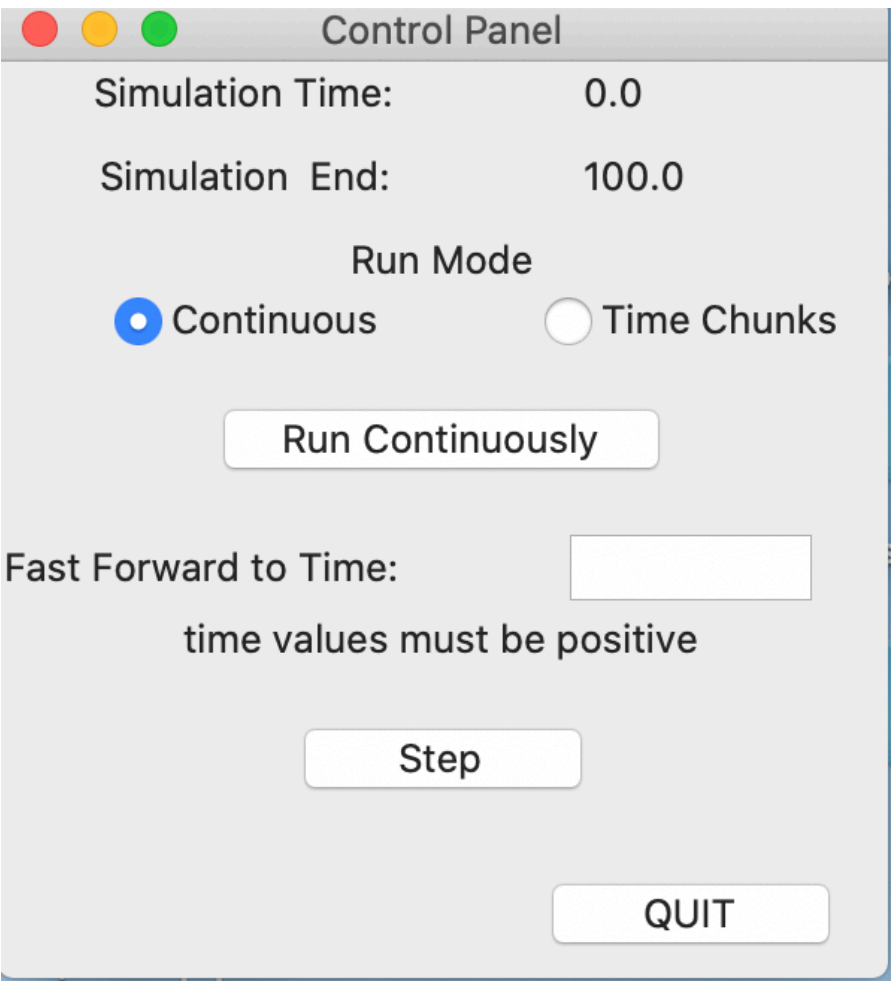 Control Panel
Simulation Time: 0.0
Simulation End: 100.0
Run Mode
Continuous Time Chunks
Run Continuously
Fast Forward to Time:
time values must be positive
Step
QUIT